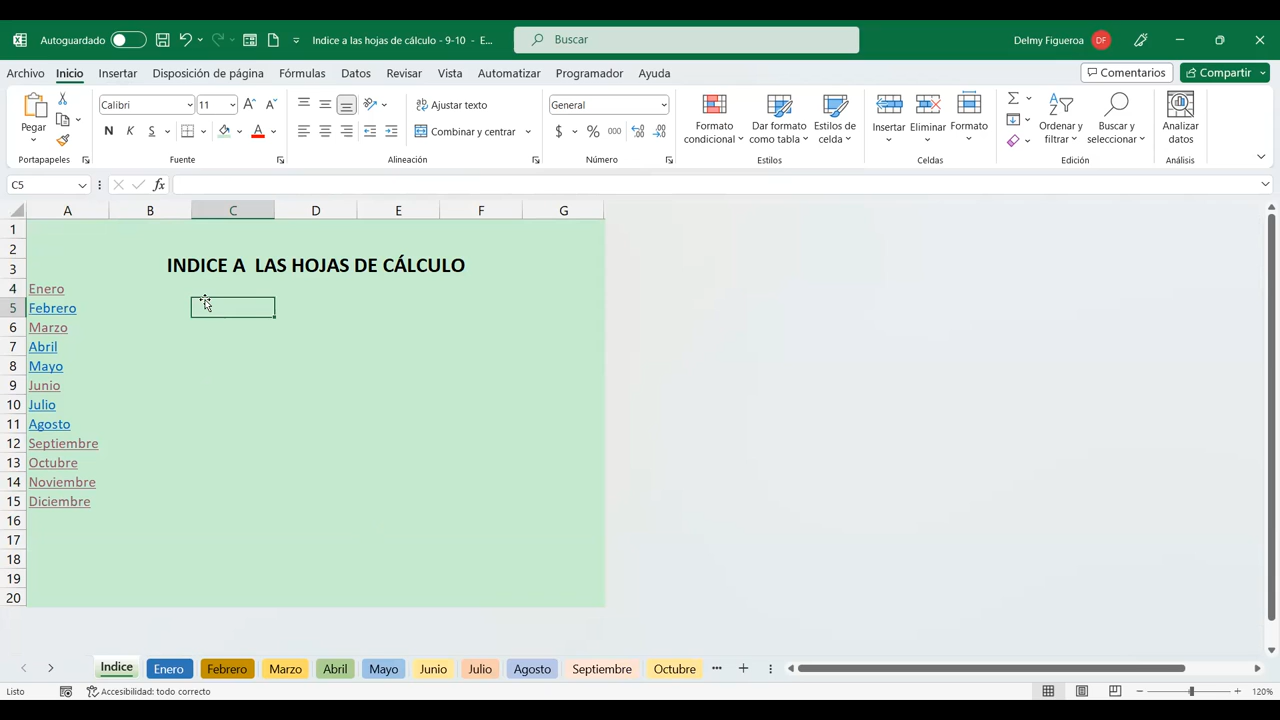 Autoguardado
Indice a las hojas de cálculo - 9-10 - E...
Buscar
Delmy Figueroa DF
Archivo Inicio Insertar Disposición de página Fórmulas Datos Revisar Vista Automatizar Programador Ayuda
Comentarios Compartir
Pegar
Portapapeles
Calibri 11
N K S
Fuente
Ajustar texto
Combinar y centrar
Alineación
General
$ % 000
Número
Formato condicional
Dar formato como tabla
Estilos de celda
Estilos
Insertar Eliminar Formato
Celdas
Ordenar y filtrar
Buscar y seleccionar
Edición
Analizar datos
Análisis
C5 fx
A B C D E F G
1
2
3 INDICE A LAS HOJAS DE CÁLCULO
4 Enero
5 Febrero
6 Marzo
7 Abril
8 Mayo
9 Junio
10 Julio
11 Agosto
12 Septiembre
13 Octubre
14 Noviembre
15 Diciembre
16
17
18
19
20
Indice Enero Febrero Marzo Abril Mayo Junio Julio Agosto Septiembre Octubre
Listo Accesibilidad: todo correcto 120%